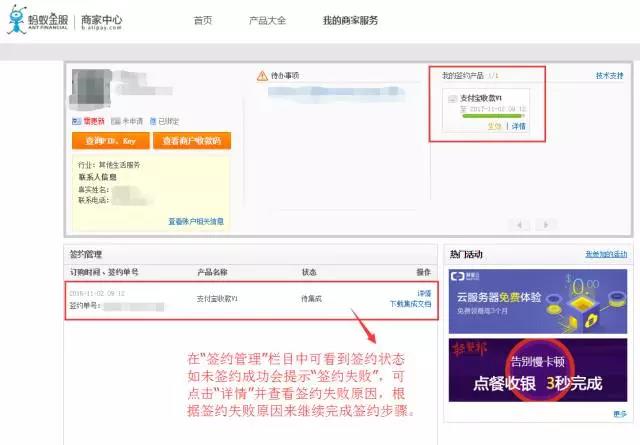 蚂蚁金服
ANT FINANCIAL
商家中心
b.alipay.com
首页
产品大全
我的商家服务
需更新 未申请 已绑定
查询PID、Key
查看商户收款码
行业: 其他生活服务
联系人信息
真实姓名:
联系电话:
查看账户相关信息
待办事项
我的签约产品 1/1
技术支持
支付宝收款V1
至 2017-11-02 09:12
生效 | 详情
签约管理
订购时间、签约单号 产品名称 状态 操作
2016-11-02 09:12
签约单号:
支付宝收款V1
待集成
详情
下载集成文档
在“签约管理”栏目中可看到签约状态
如未签约成功会提示“签约失败”，可
点击“详情”并查看签约失败原因，根
据签约失败原因来继续完成签约步骤。
热门活动
我参加的活动
云服务器免费体验
免费领最高3个月
$0.00
告别慢卡顿
点餐收银 3秒完成
更多